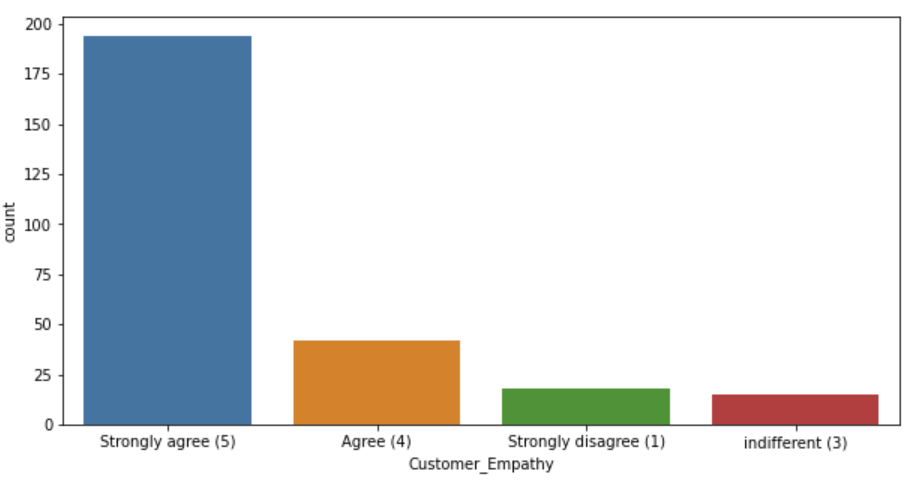 200
175
150
125
100
75
50
25
0
count
Strongly agree (5)
Agree (4)
Strongly disagree (1)
indifferent (3)
Customer_Empathy